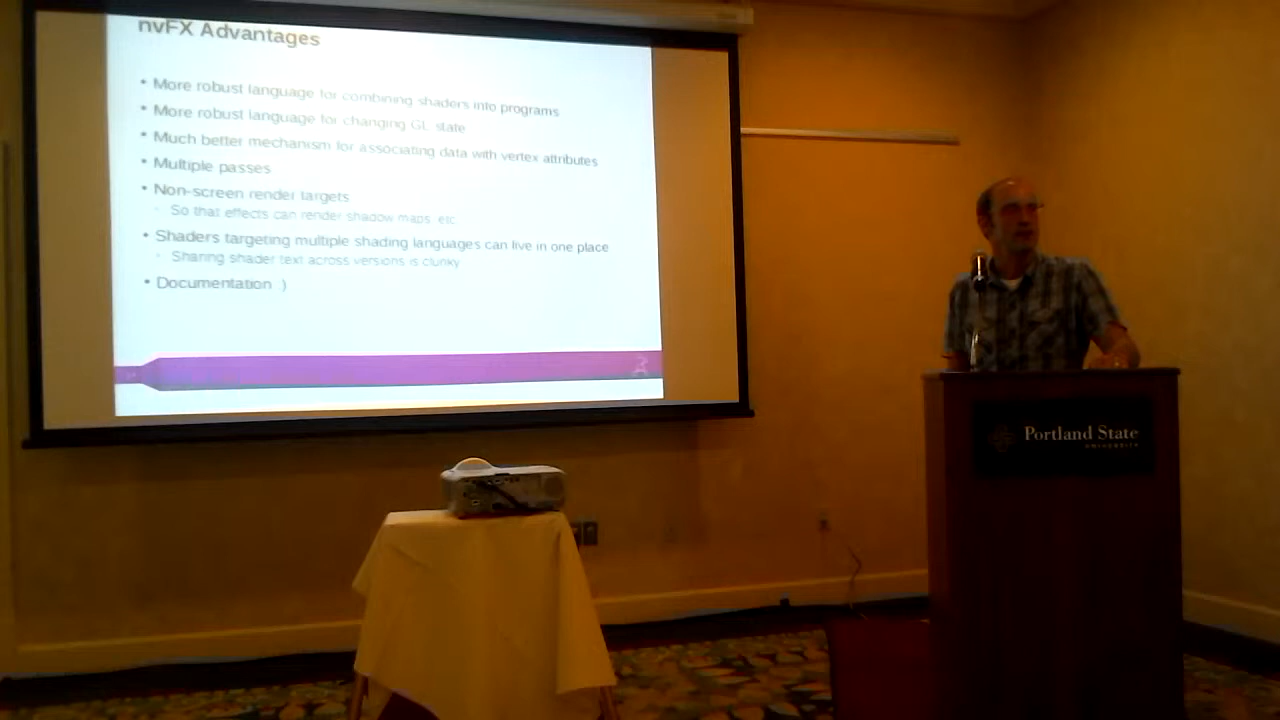 nvFX Advantages
• More robust language for combining shaders into programs
• More robust language for changing GL state
• Much better mechanism for associating data with vertex attributes
• Multiple passes
• Non-screen render targets
So that effects can render shadow maps etc
• Shaders targeting multiple shading languages can live in one place
Sharing shader text across versions is clunky
• Documentation )
Portland State
UNIVERSITY